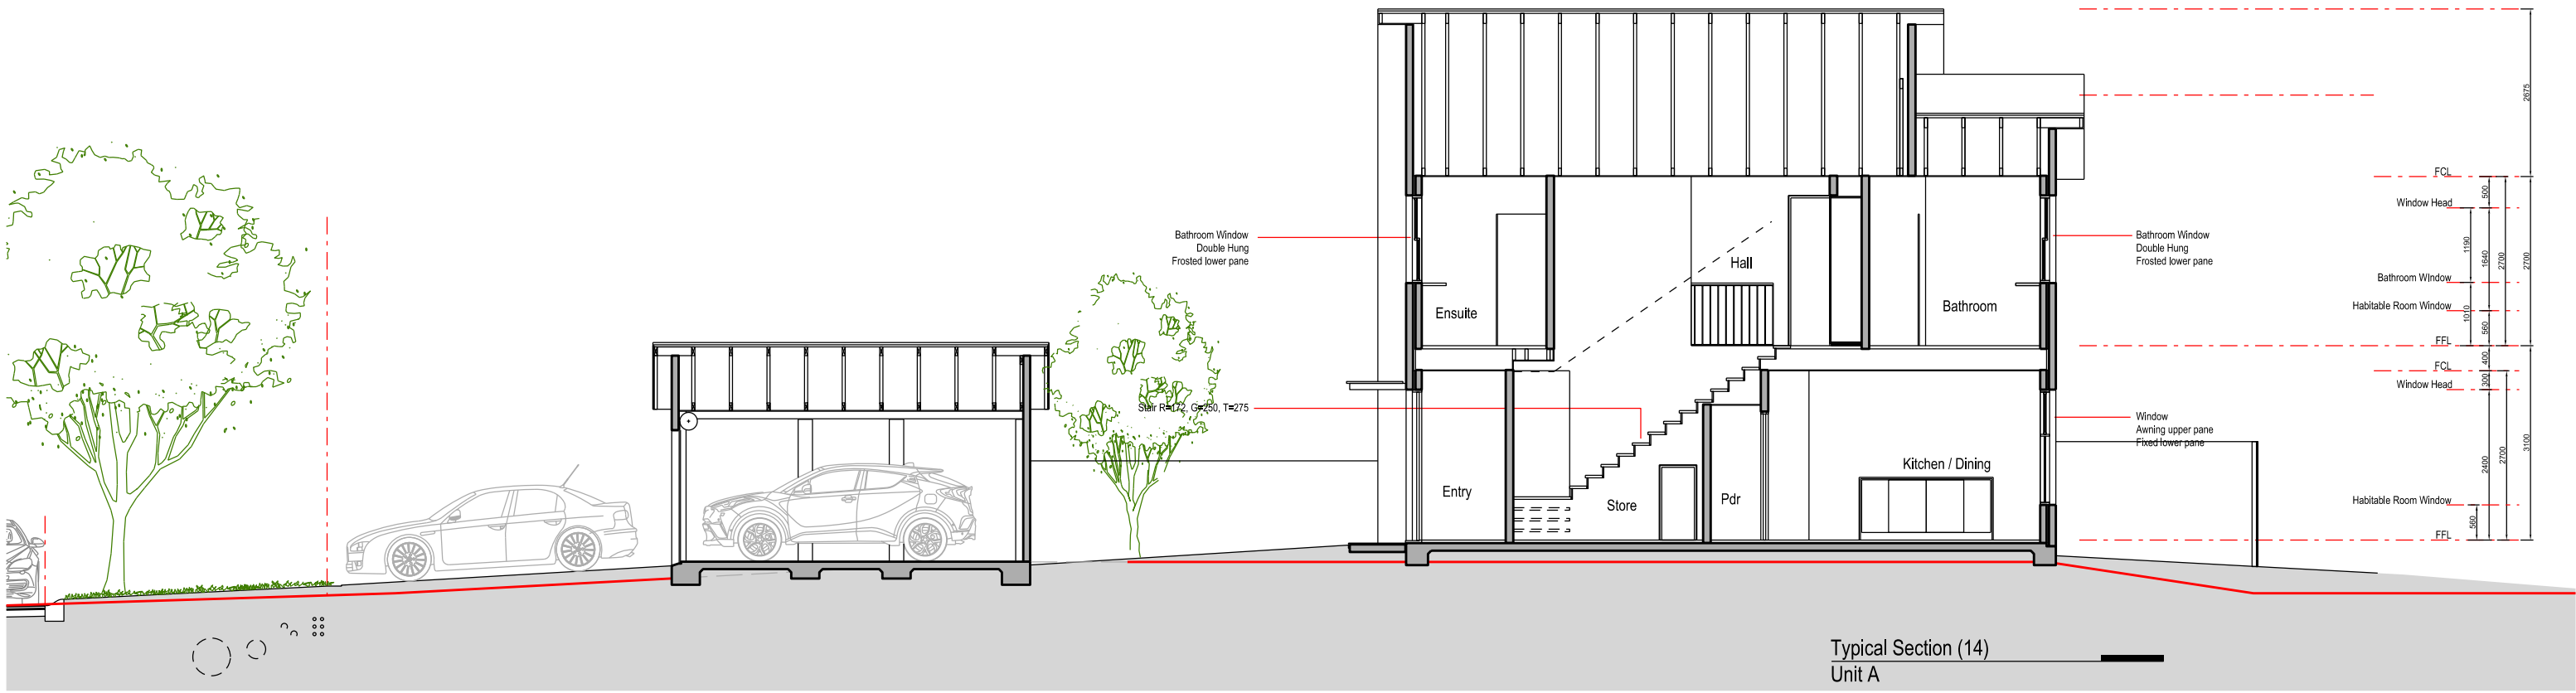 2675
FCL
500
Window Head
Bathroom Window
Double Hung
Frosted lower pane
Bathroom Window
Double Hung
Frosted lower pane
1190
1640
2700
2700
Hall
Bathroom WIndow
Habitable Room Window
Ensuite
Bathroom
1010
560
FFL
400
FCL
300
Window Head
Stair R=172, G=250, T=275
Window
Awning upper pane
Fixed lower pane
2400
2700
3100
Kitchen / Dining
Entry
Store
Pdr
Habitable Room Window
560
FFL
Typical Section (14)
Unit A